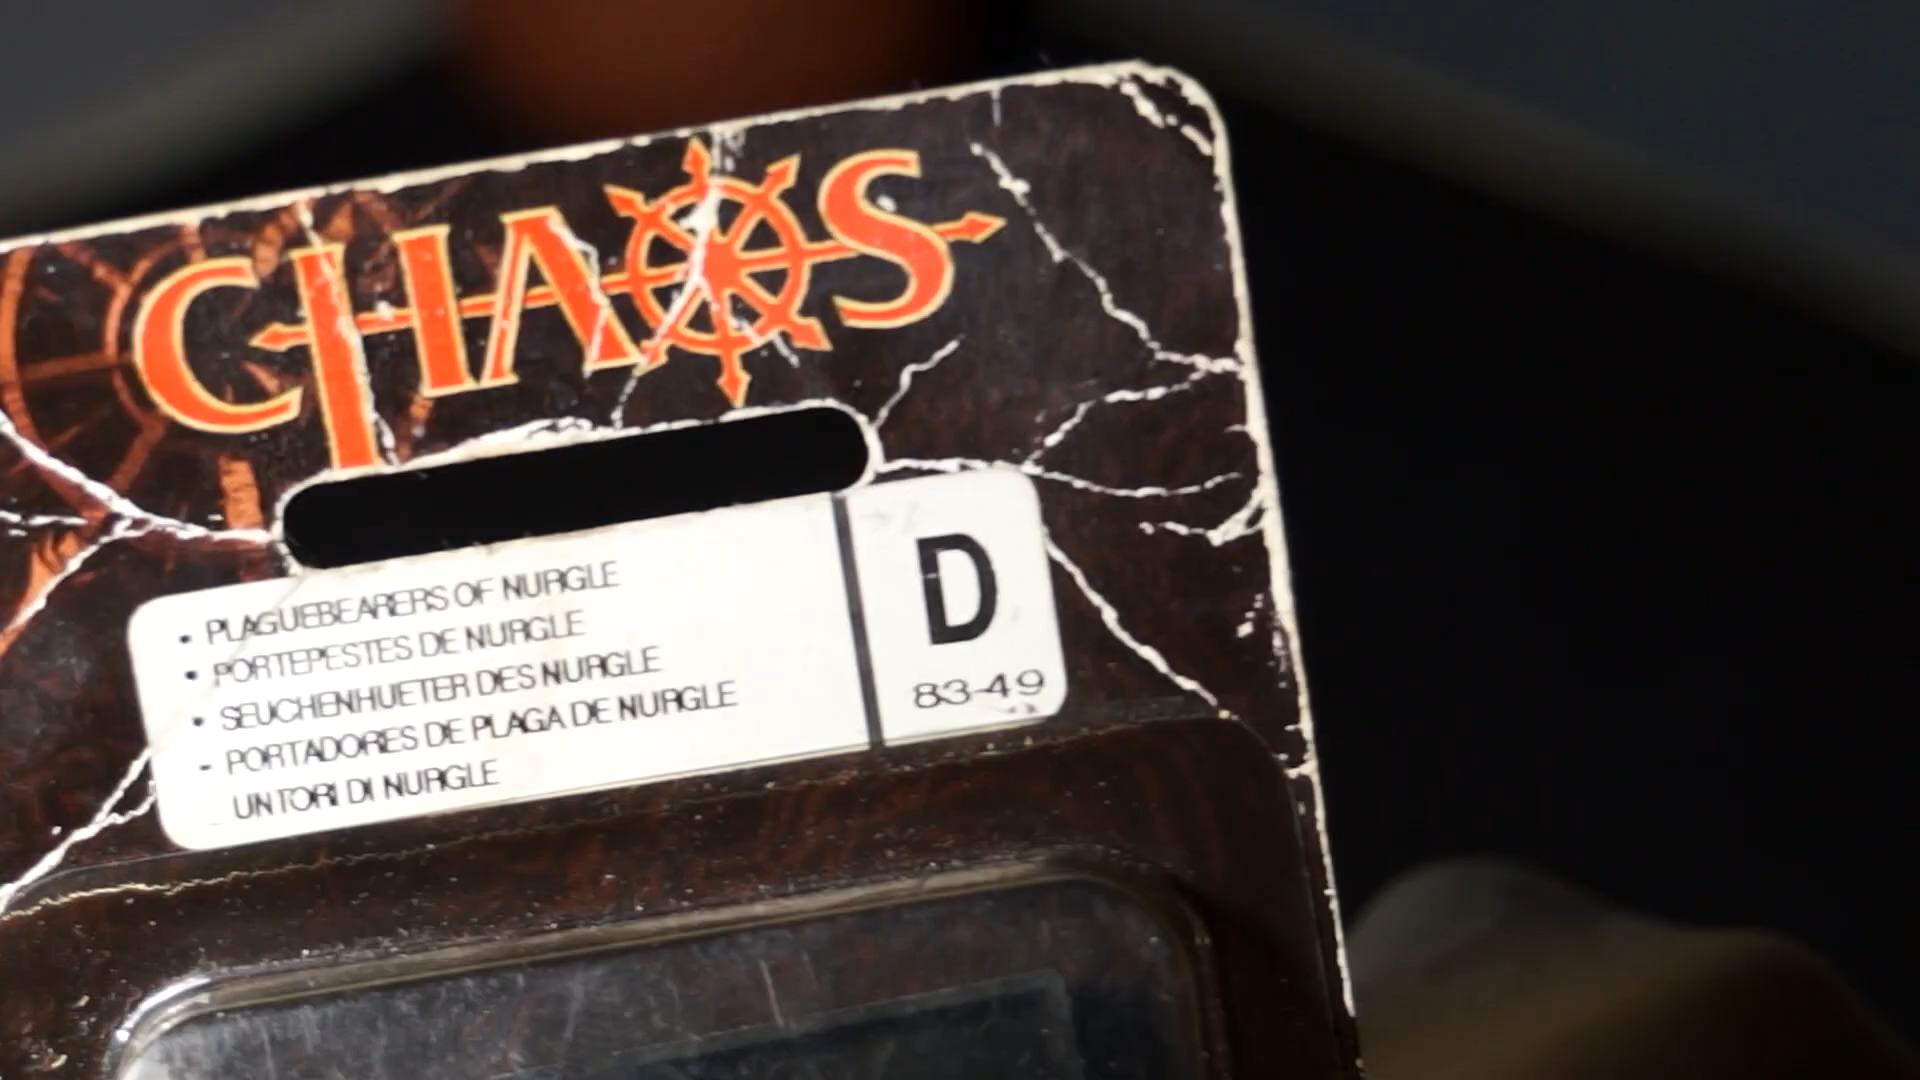 CHAOS
• PLAGUEBEARERS OF NURGLE
• PORTEPESTES DE NURGLE
• SEUCHENHUETER DES NURGLE
- PORTADORES DE PLAGA DE NURGLE
UNTORI DI NURGLE
D
83-49